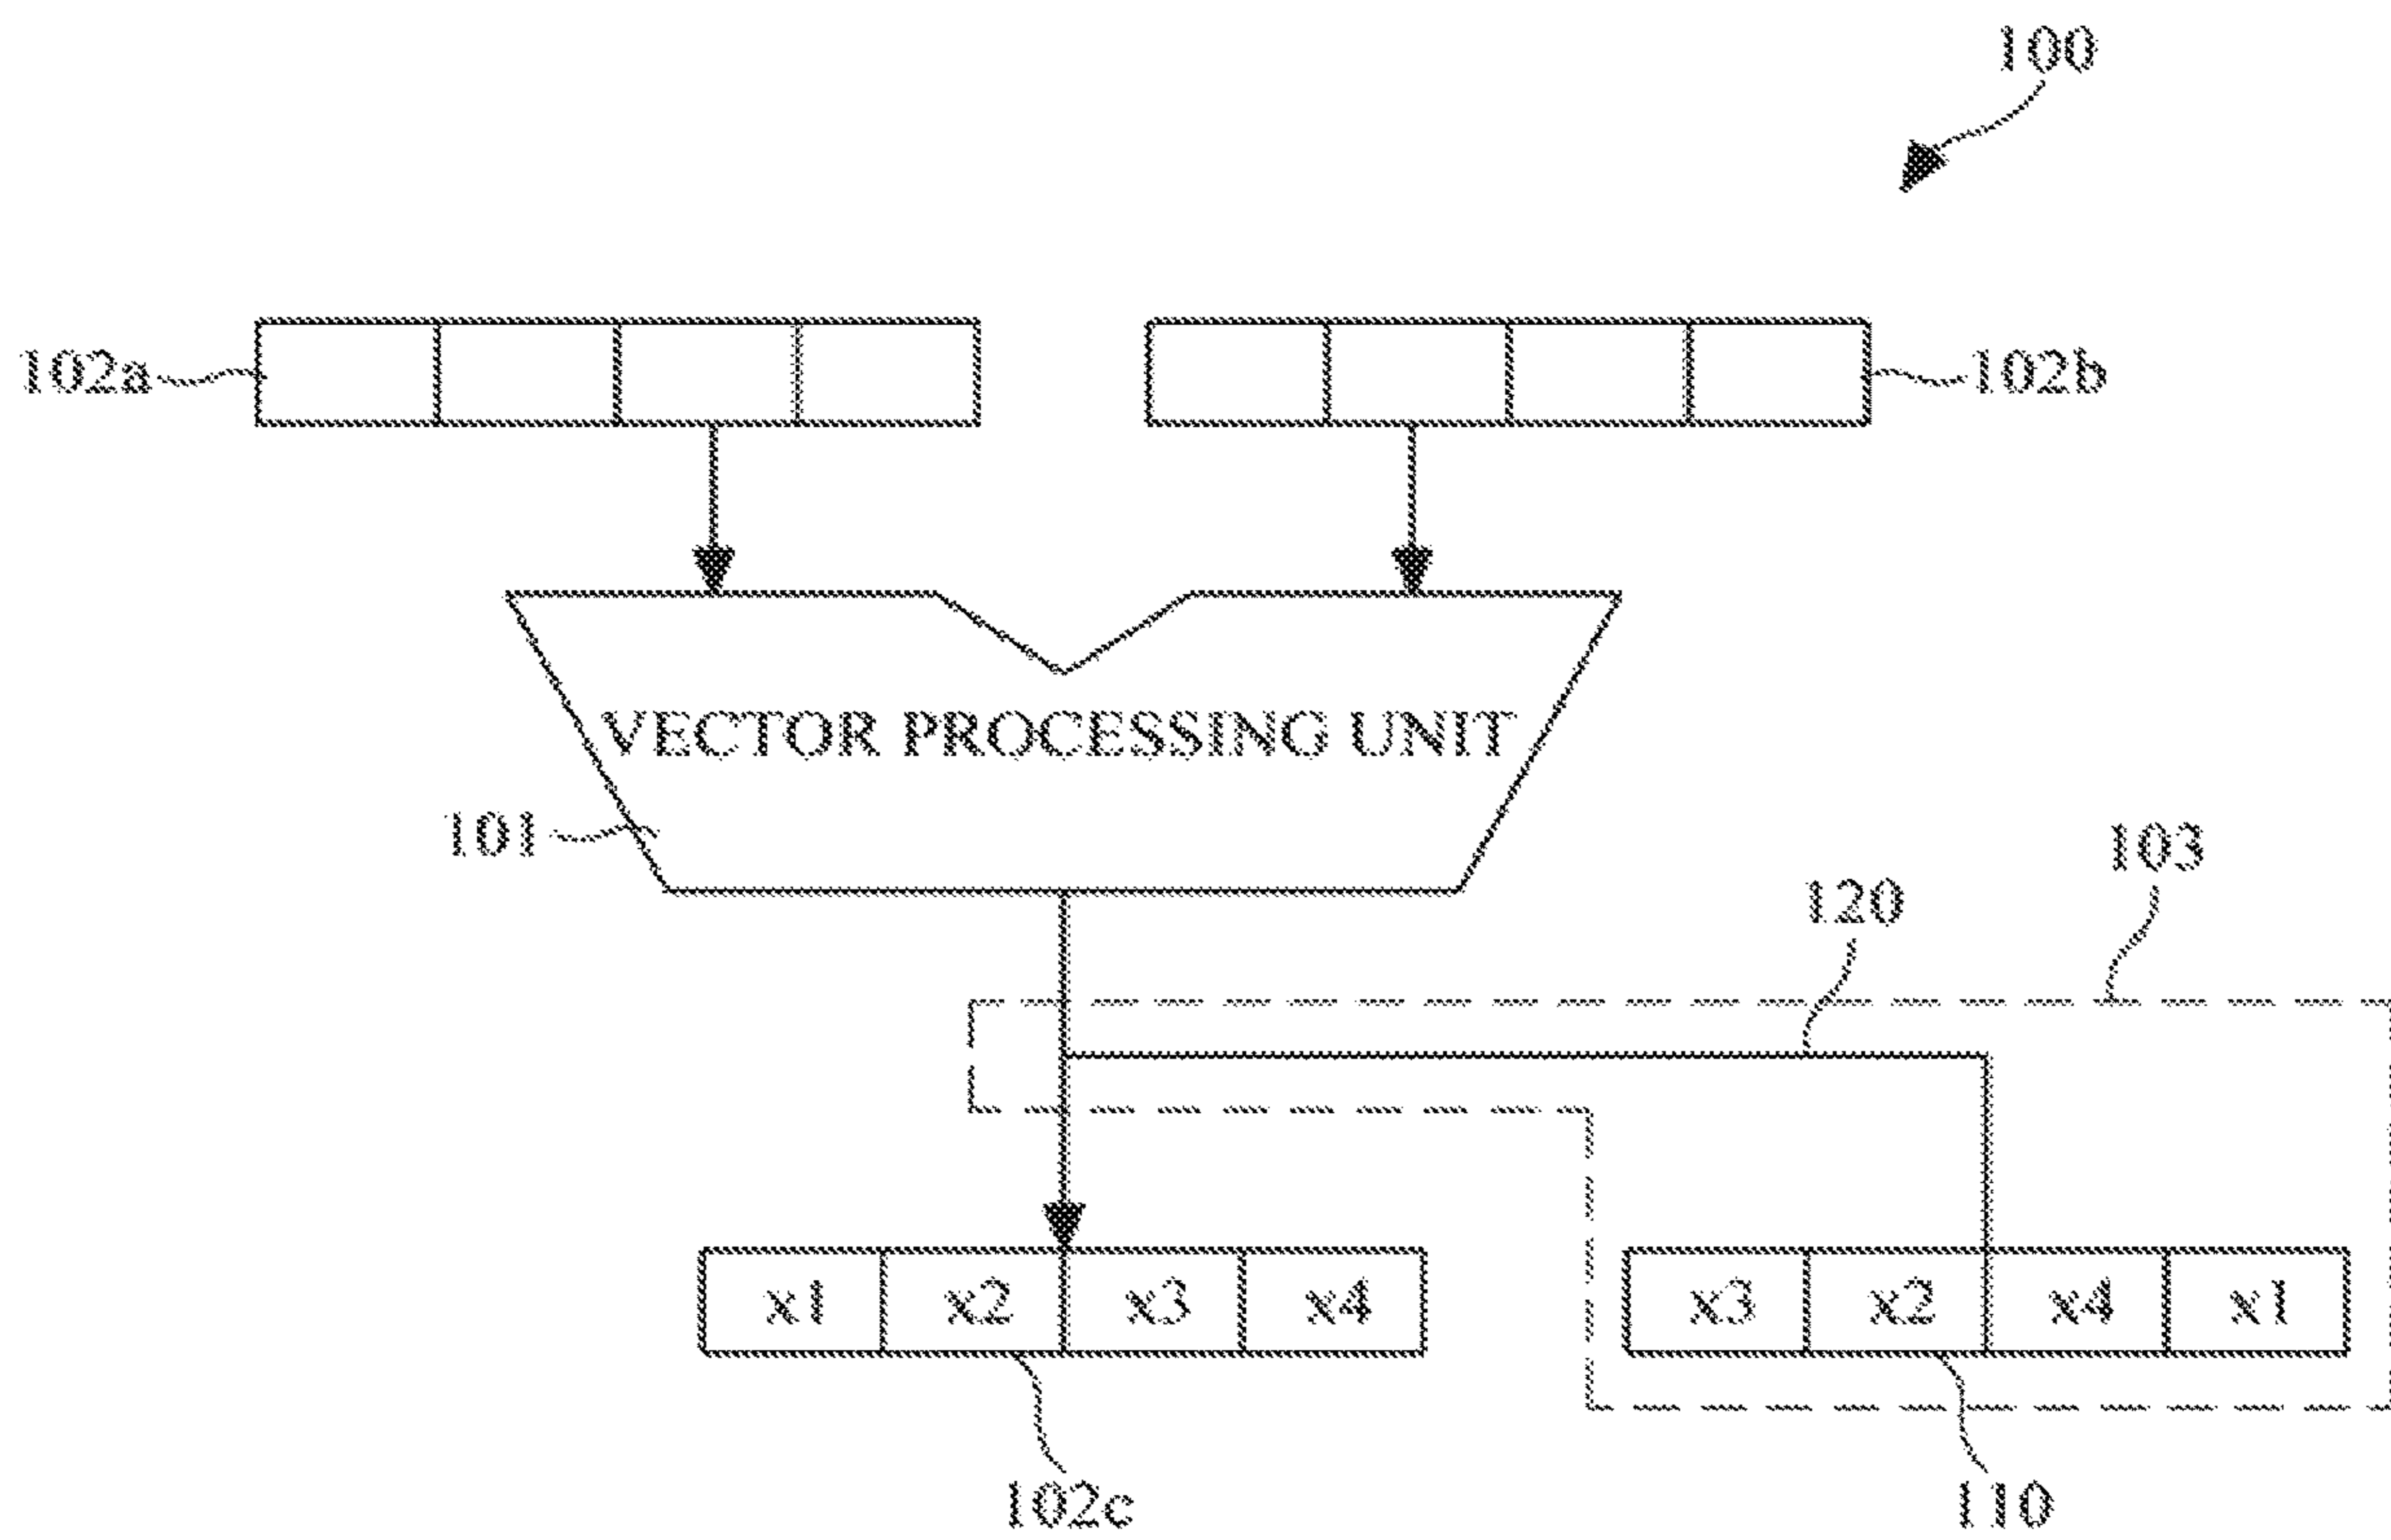 100
102a
102b
VECTOR PROCESSING UNIT
101
103
120
x1 x2 x3 x4
x3 x2 x4 x1
102c
110